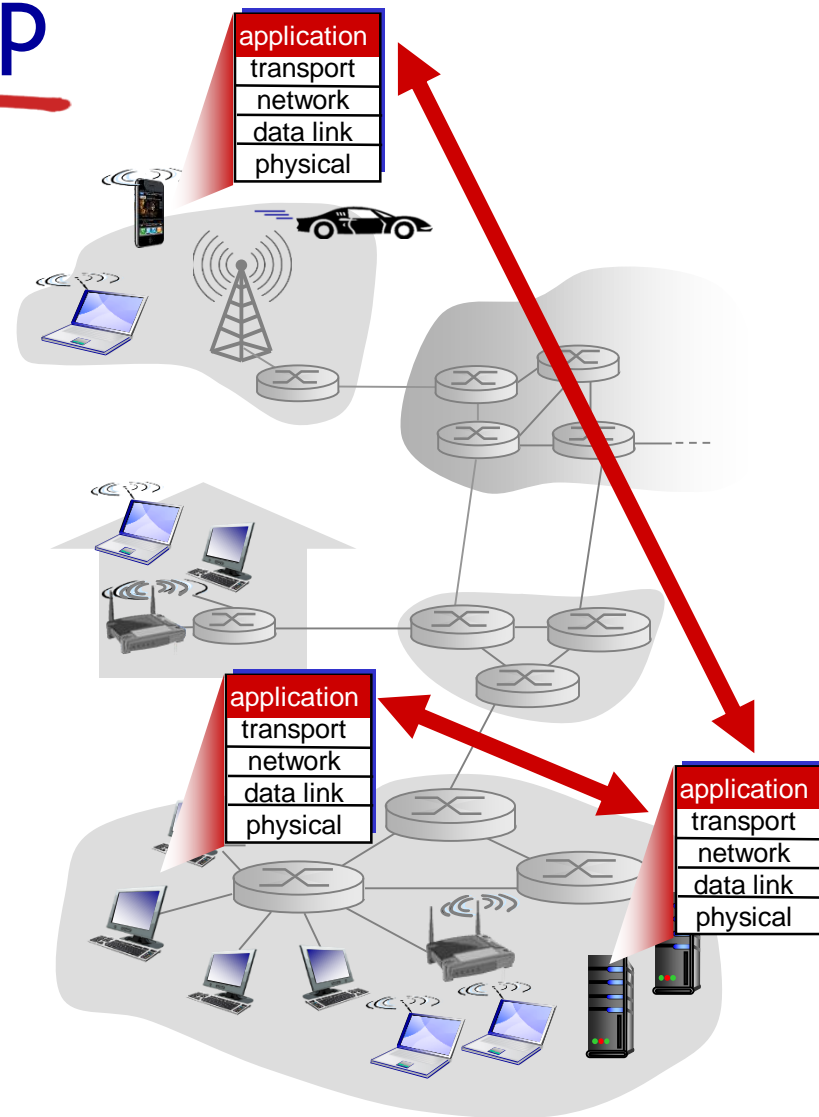 p
application
transport
network
data link
physical
application
transport
network
data link
physical
application
transport
network
data link
physical